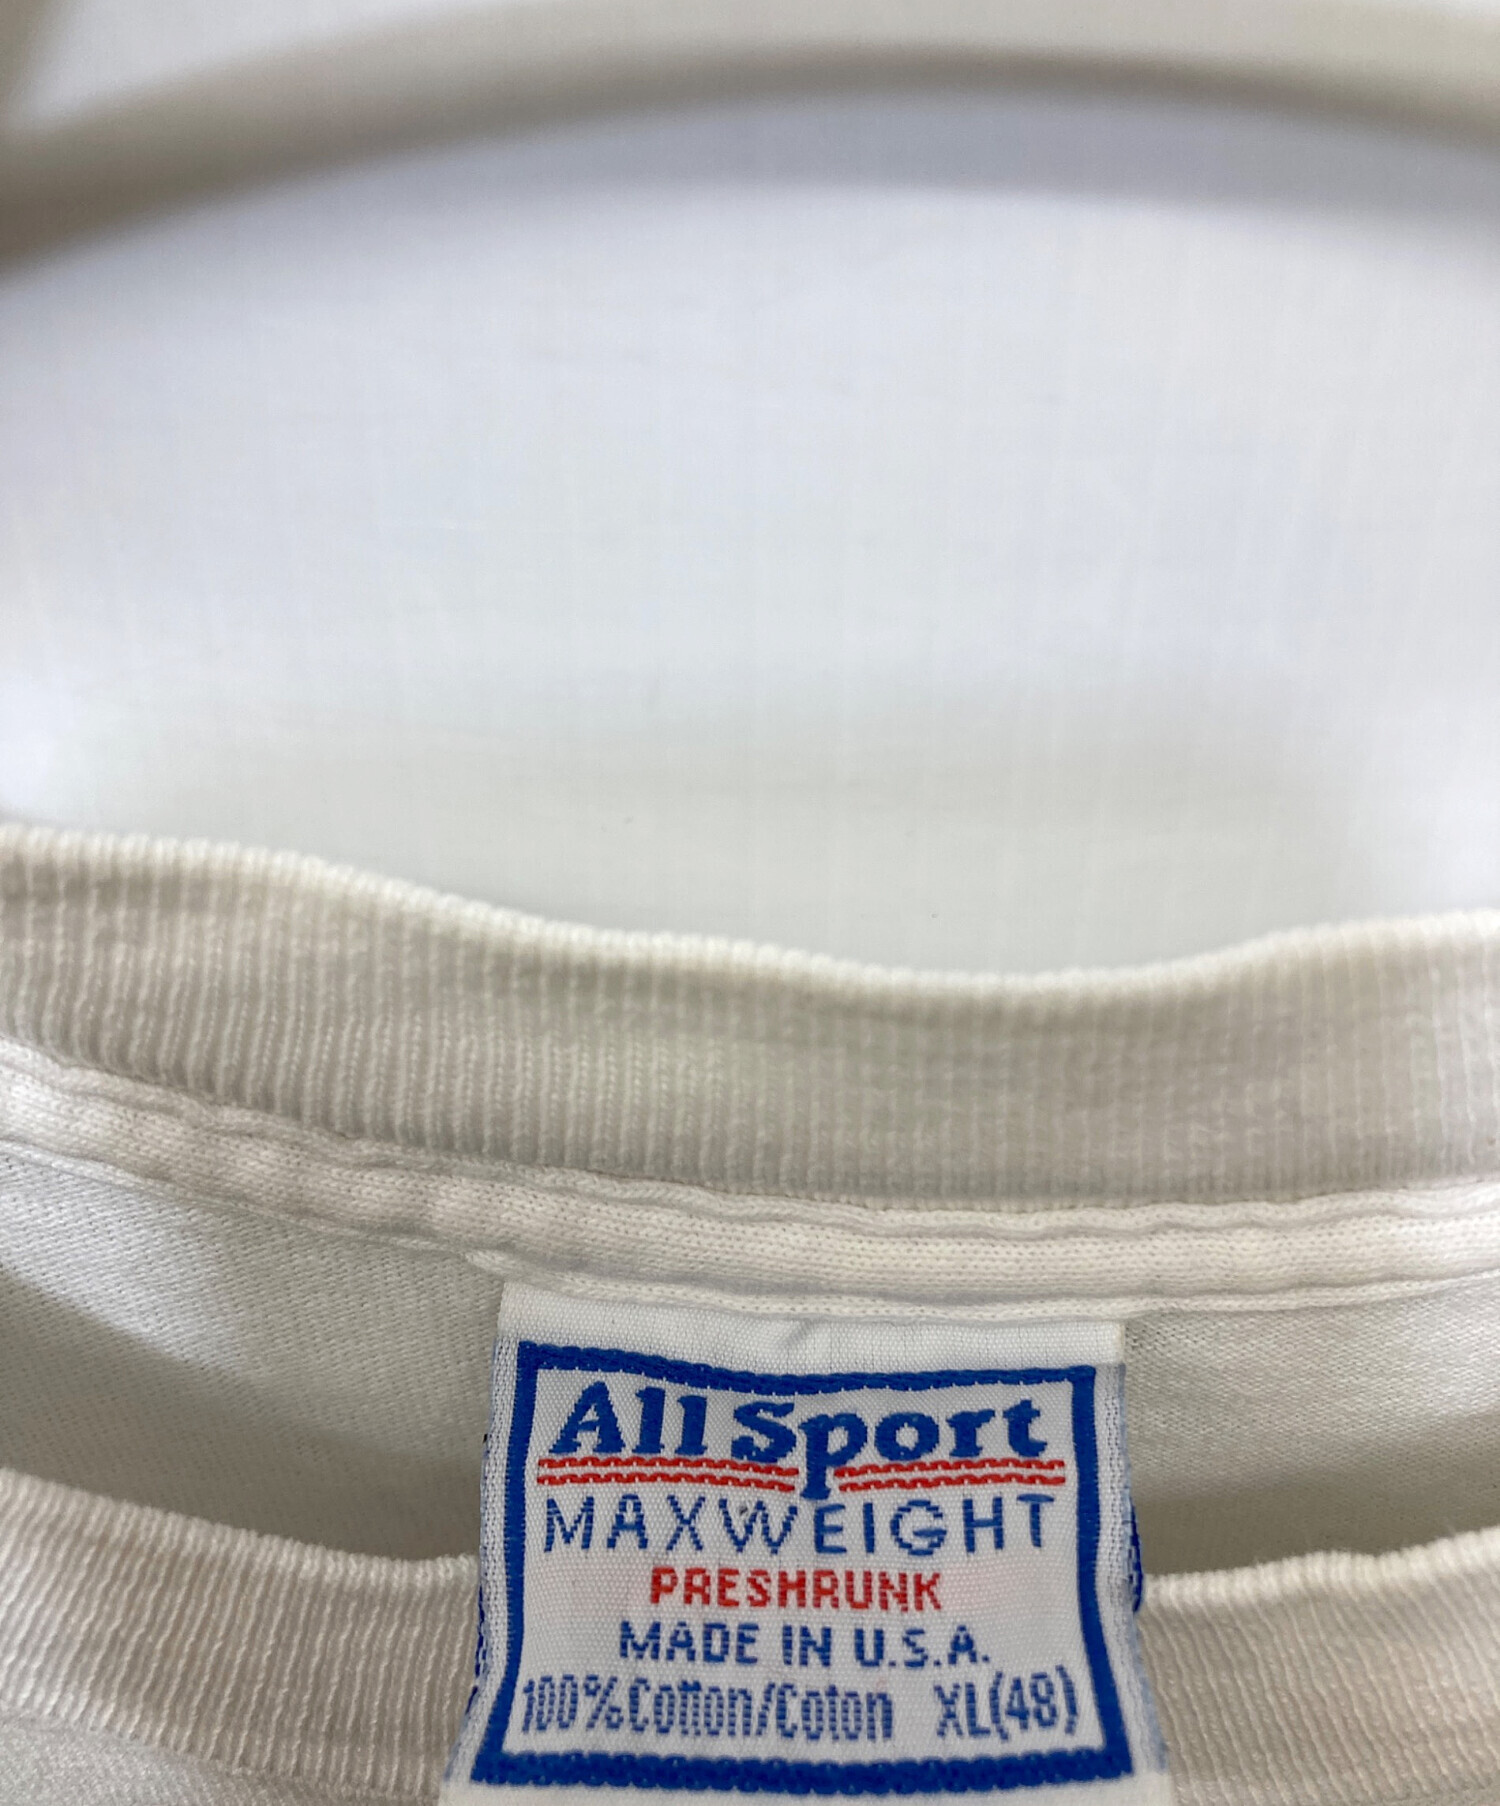 All Sport
MAXWEIGHT
PRESHRUNK
MADE IN U.S.A.
100% Cotton/Coton XL(48)